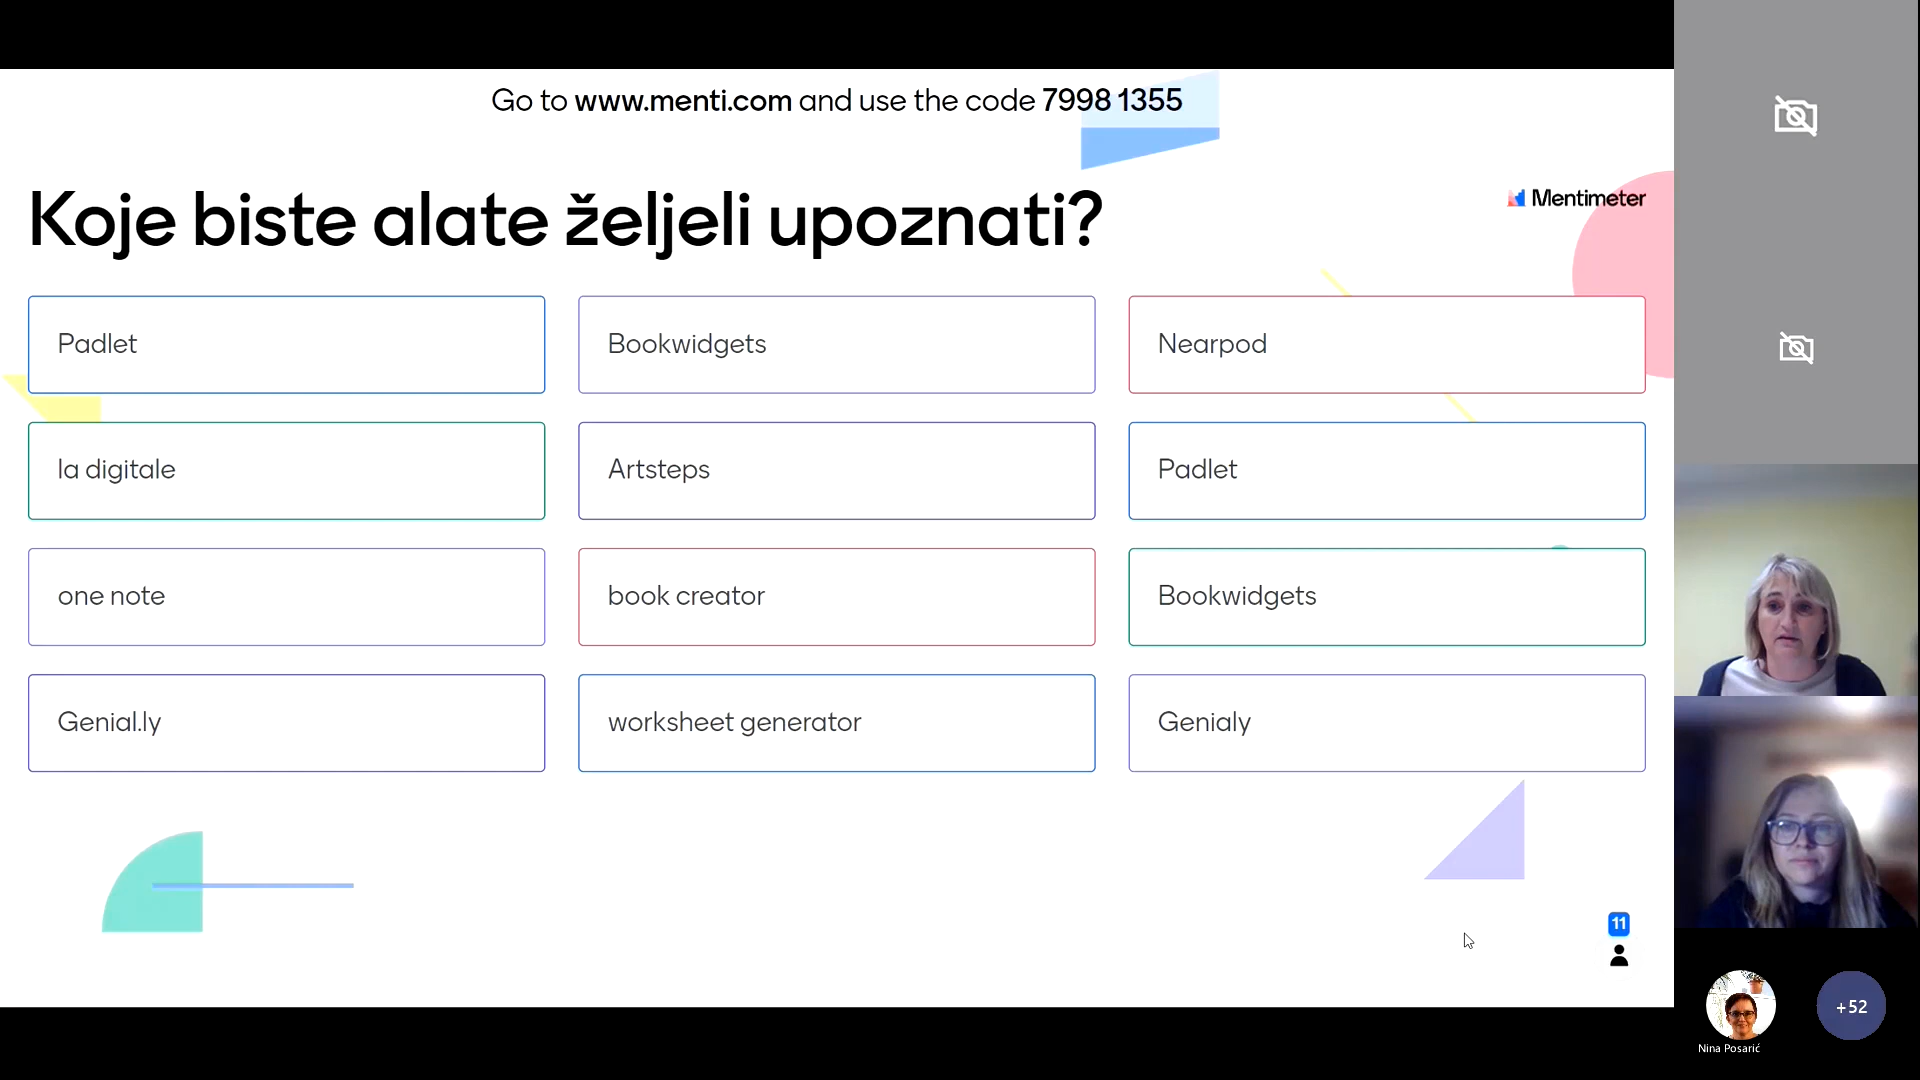 Go to www.menti.com and use the code 7998 1355
Koje biste alate željeli upoznati?
Mentimeter
Padlet
Bookwidgets
Nearpod
la digitale
Artsteps
Padlet
one note
book creator
Bookwidgets
Genial.ly
worksheet generator
Genialy
11
+52
Nina Posarić